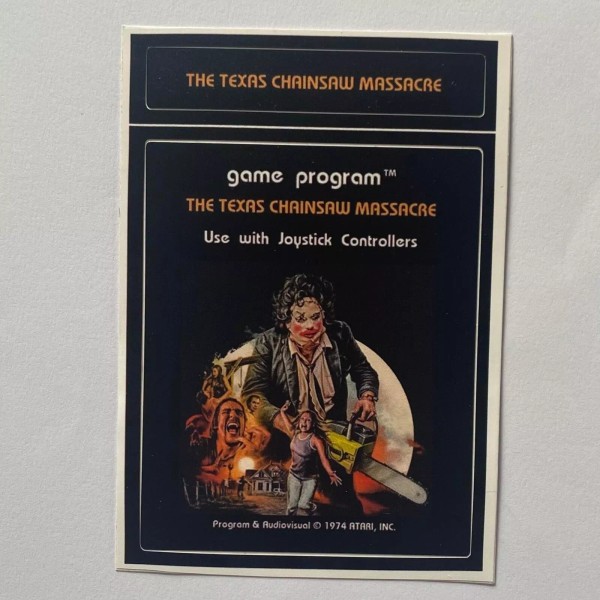 THE TEXAS CHAINSAW MASSACRE
game program™
THE TEXAS CHAINSAW MASSACRE
Use with Joystick Controllers
Program & Audiovisual © 1974 ATARI, INC.